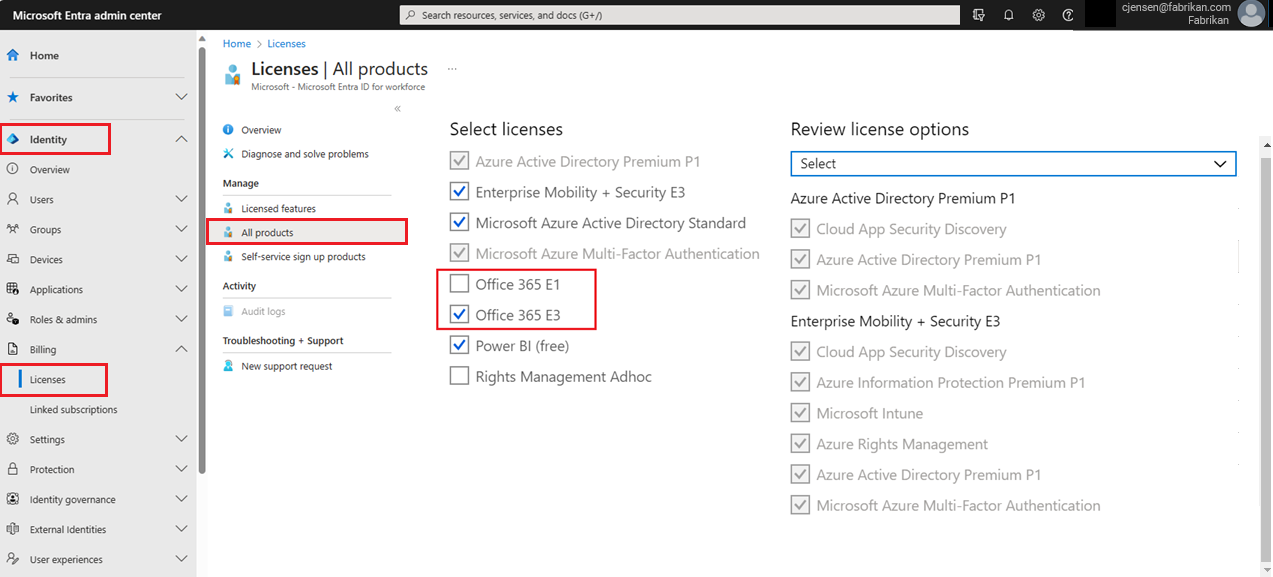 Microsoft Entra admin center
Search resources, services, and docs (G+/)
cjensen@fabrikan.com
Fabrikan
Home
Favorites
Identity
Overview
Users
Groups
Devices
Applications
Roles & admins
Billing
Licenses
Linked subscriptions
Settings
Protection
Identity governance
External Identities
User experiences
Home > Licenses
Licenses | All products ...
Microsoft - Microsoft Entra ID for workforce
«
Overview
Diagnose and solve problems
Manage
Licensed features
All products
Self-service sign up products
Activity
Audit logs
Troubleshooting + Support
New support request
Select licenses
Azure Active Directory Premium P1
Enterprise Mobility + Security E3
Microsoft Azure Active Directory Standard
Microsoft Azure Multi-Factor Authentication
Office 365 E1
Office 365 E3
Power BI (free)
Rights Management Adhoc
Review license options
Select
Azure Active Directory Premium P1
Cloud App Security Discovery
Azure Active Directory Premium P1
Microsoft Azure Multi-Factor Authentication
Enterprise Mobility + Security E3
Cloud App Security Discovery
Azure Information Protection Premium P1
Microsoft Intune
Azure Rights Management
Azure Active Directory Premium P1
Microsoft Azure Multi-Factor Authentication